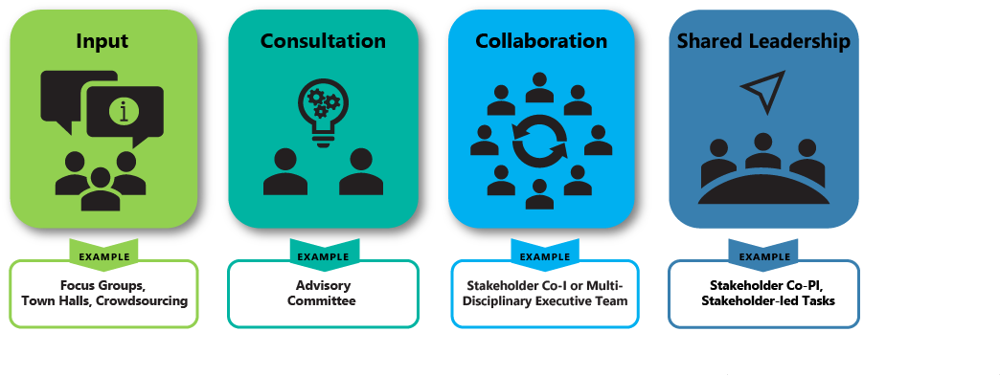 Input
Consultation
Collaboration
Shared Leadership
i
EXAMPLE
EXAMPLE
EXAMPLE
EXAMPLE
Focus Groups,
Town Halls, Crowdsourcing
Advisory
Committee
Stakeholder Co-I or Multi-
Disciplinary Executive Team
Stakeholder Co-PI,
Stakeholder-led Tasks